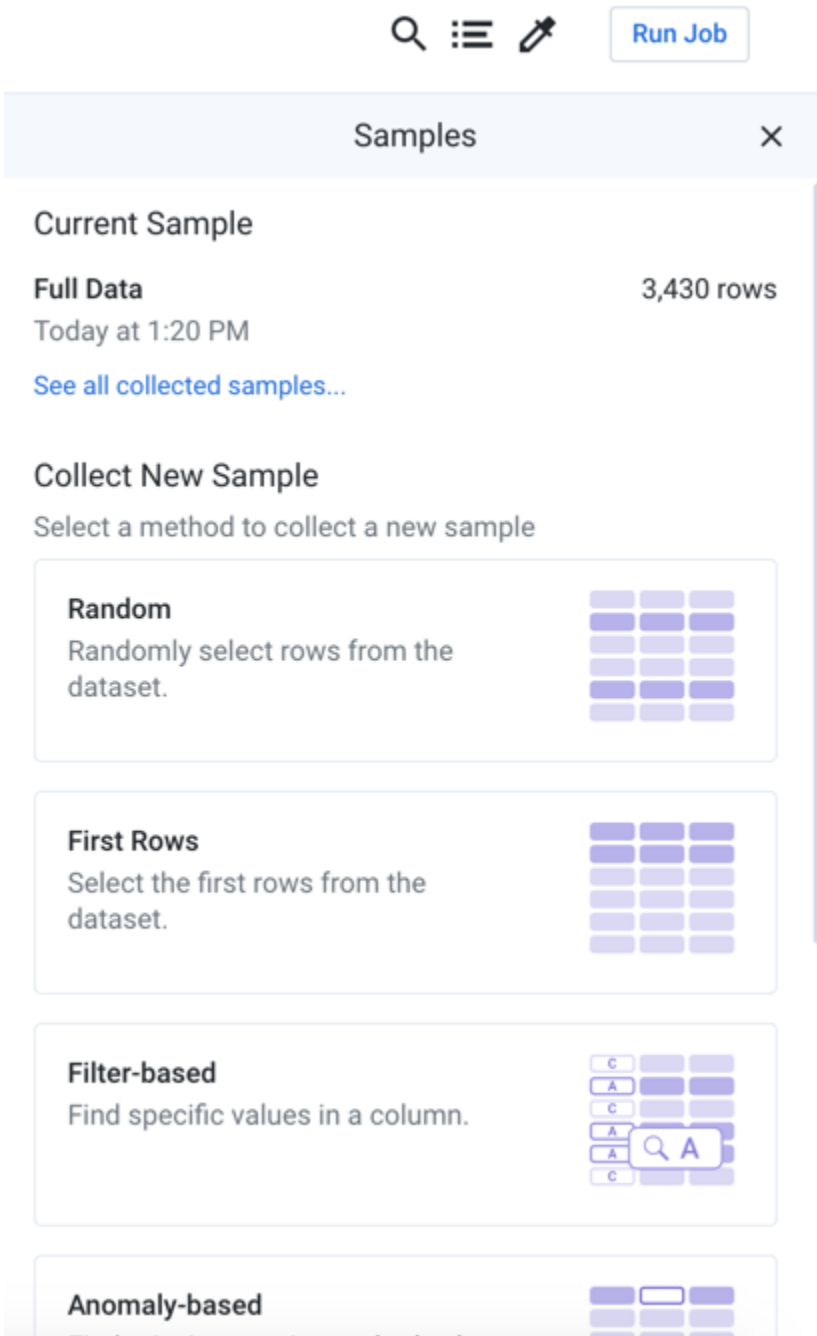 Run Job
Samples
Current Sample
Full Data
3,430 rows
Today at 1:20 PM
See all collected samples...
Collect New Sample
Select a method to collect a new sample
Random
Randomly select rows from the
dataset.
First Rows
Select the first rows from the
dataset.
Filter-based
Find specific values in a column.
C
A
C
A
A
C
A
Anomaly-based